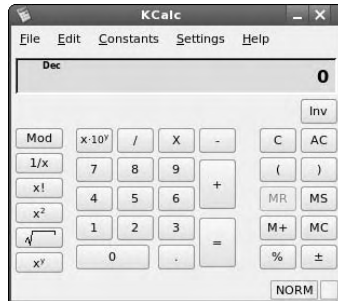 KCalc
File Edit Constants Settings Help
Dec
0
Inv
Mod x·10ʸ / X - C AC
1/x 7 8 9 + ( )
x! 4 5 6 MR MS
x² 1 2 3 = M+ MC
√ 0 . % ±
xʸ
NORM